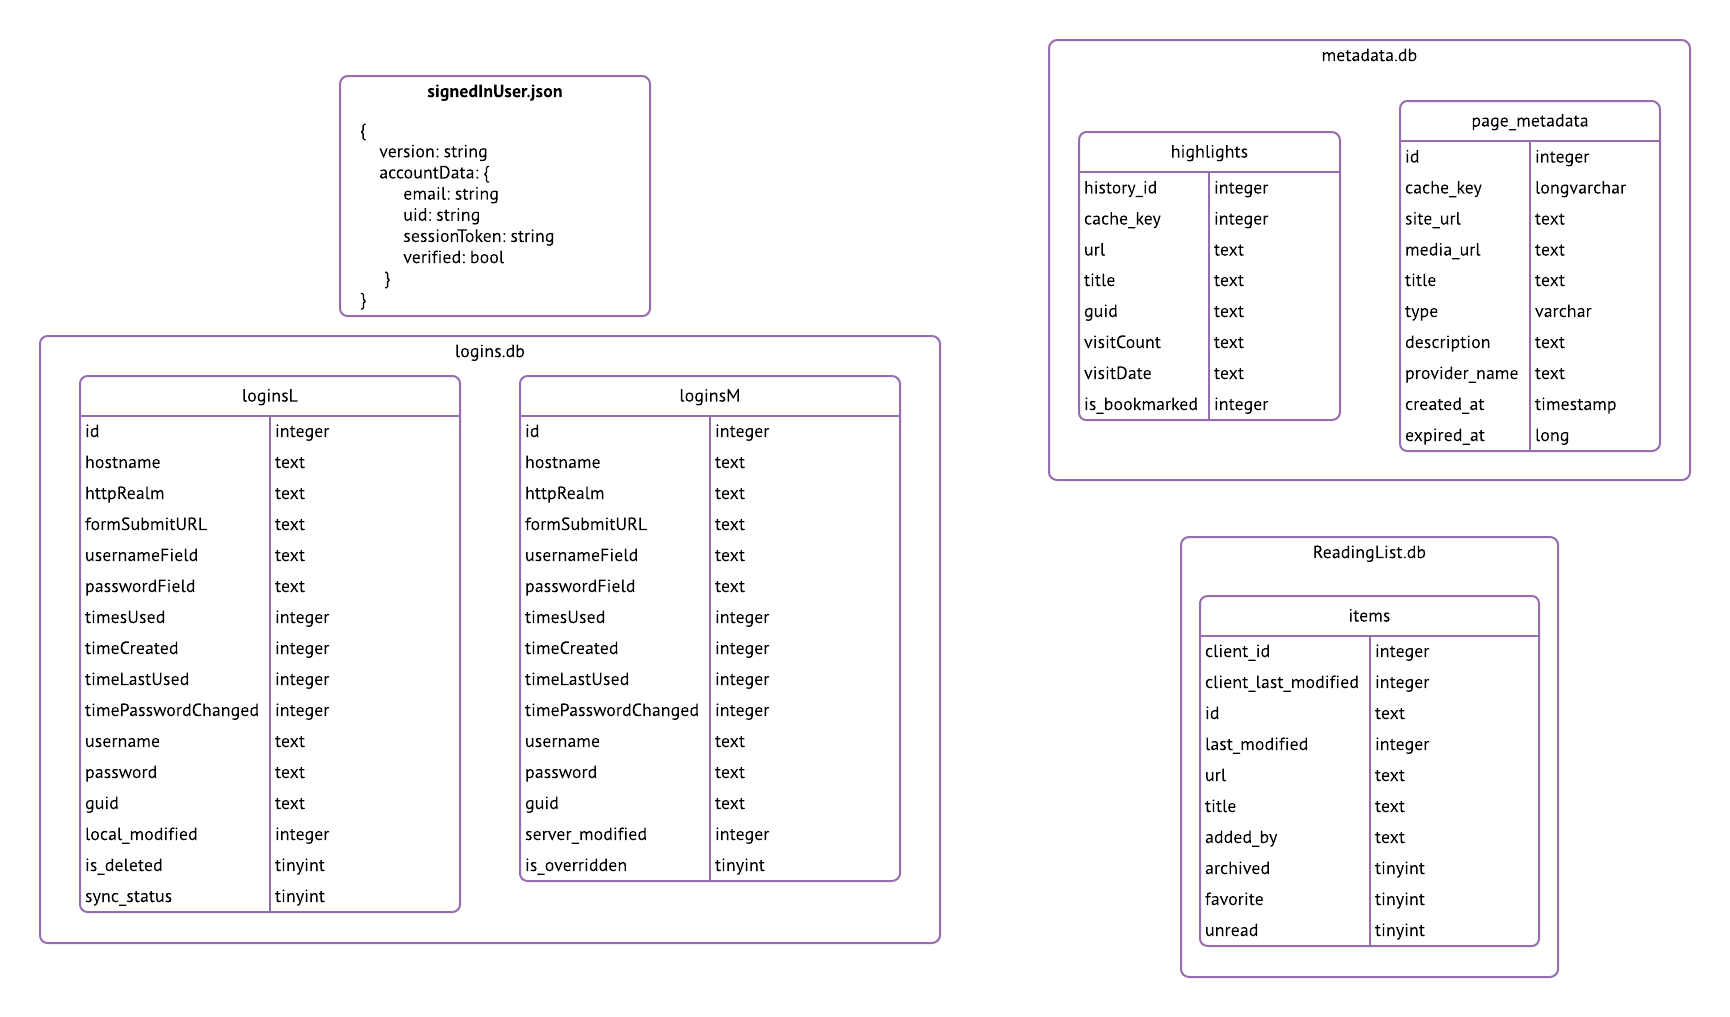 signedInUser.json
{
version: string
accountData: {
email: string
uid: string
sessionToken: string
verified: bool
}
}
logins.db
loginsL
id integer
hostname text
httpRealm text
formSubmitURL text
usernameField text
passwordField text
timesUsed integer
timeCreated integer
timeLastUsed integer
timePasswordChanged integer
username text
password text
guid text
local_modified integer
is_deleted tinyint
sync_status tinyint
loginsM
id integer
hostname text
httpRealm text
formSubmitURL text
usernameField text
passwordField text
timesUsed integer
timeCreated integer
timeLastUsed integer
timePasswordChanged integer
username text
password text
guid text
server_modified integer
is_overridden tinyint
metadata.db
highlights
history_id integer
cache_key integer
url text
title text
guid text
visitCount text
visitDate text
is_bookmarked integer
page_metadata
id integer
cache_key longvarchar
site_url text
media_url text
title text
type varchar
description text
provider_name text
created_at timestamp
expired_at long
ReadingList.db
items
client_id integer
client_last_modified integer
id text
last_modified integer
url text
title text
added_by text
archived tinyint
favorite tinyint
unread tinyint